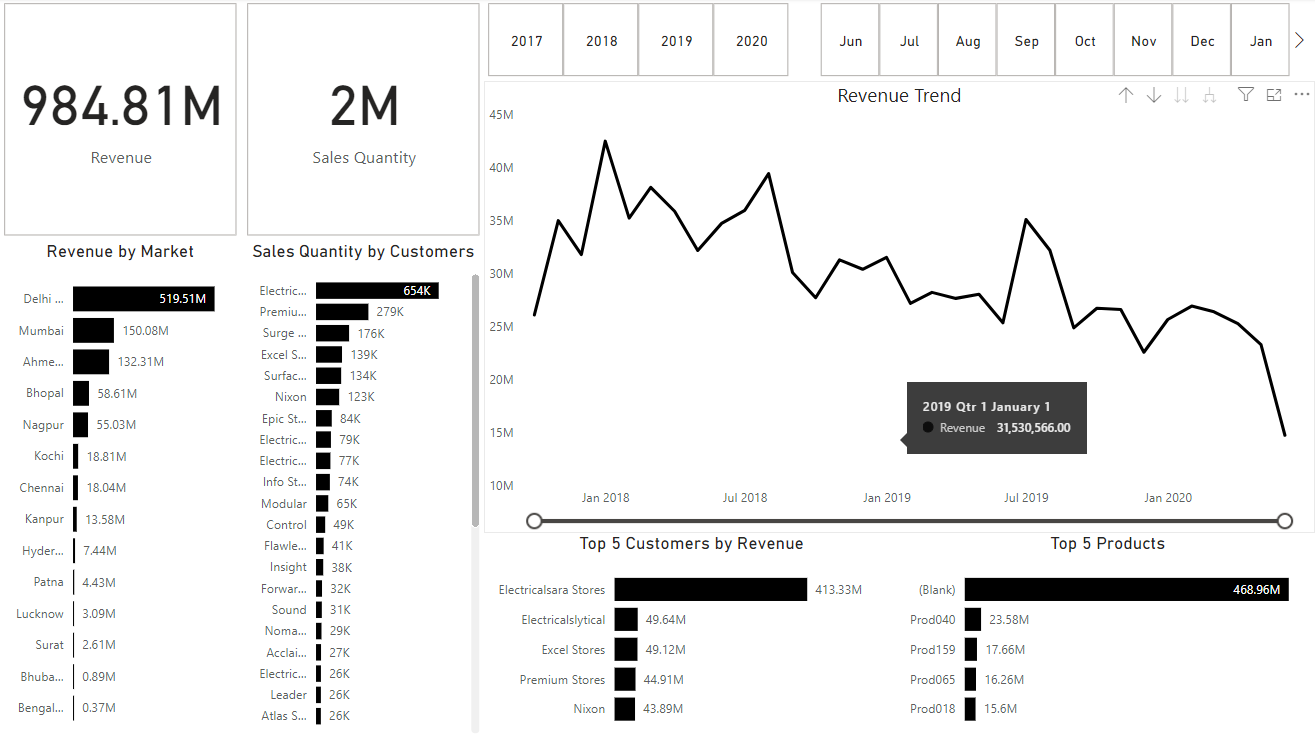 984.81M
Revenue
2M
Sales Quantity
2017 2018 2019 2020 Jun Jul Aug Sep Oct Nov Dec Jan
Revenue by Market
Delhi ... 519.51M
Mumbai 150.08M
Ahme... 132.31M
Bhopal 58.61M
Nagpur 55.03M
Kochi 18.81M
Chennai 18.04M
Kanpur 13.58M
Hyder... 7.44M
Patna 4.43M
Lucknow 3.09M
Surat 2.61M
Bhuba... 0.89M
Bengal... 0.37M
Sales Quantity by Customers
Electric... 654K
Premiu... 279K
Surge ... 176K
Excel S... 139K
Surfac... 134K
Nixon 123K
Epic St... 84K
Electric... 79K
Electric... 77K
Info St... 74K
Modular 65K
Control 49K
Flawle... 41K
Insight 38K
Forwar... 32K
Sound 31K
Noma... 29K
Acclai... 27K
Electric... 26K
Leader 26K
Atlas S... 26K
Revenue Trend
45M
40M
35M
30M
25M
20M
15M
10M
2019 Qtr 1 January 1
Revenue 31,530,566.00
Jan 2018 Jul 2018 Jan 2019 Jul 2019 Jan 2020
Top 5 Customers by Revenue
Electricalsara Stores 413.33M
Electricalslytical 49.64M
Excel Stores 49.12M
Premium Stores 44.91M
Nixon 43.89M
Top 5 Products
(Blank) 468.96M
Prod040 23.58M
Prod159 17.66M
Prod065 16.26M
Prod018 15.6M